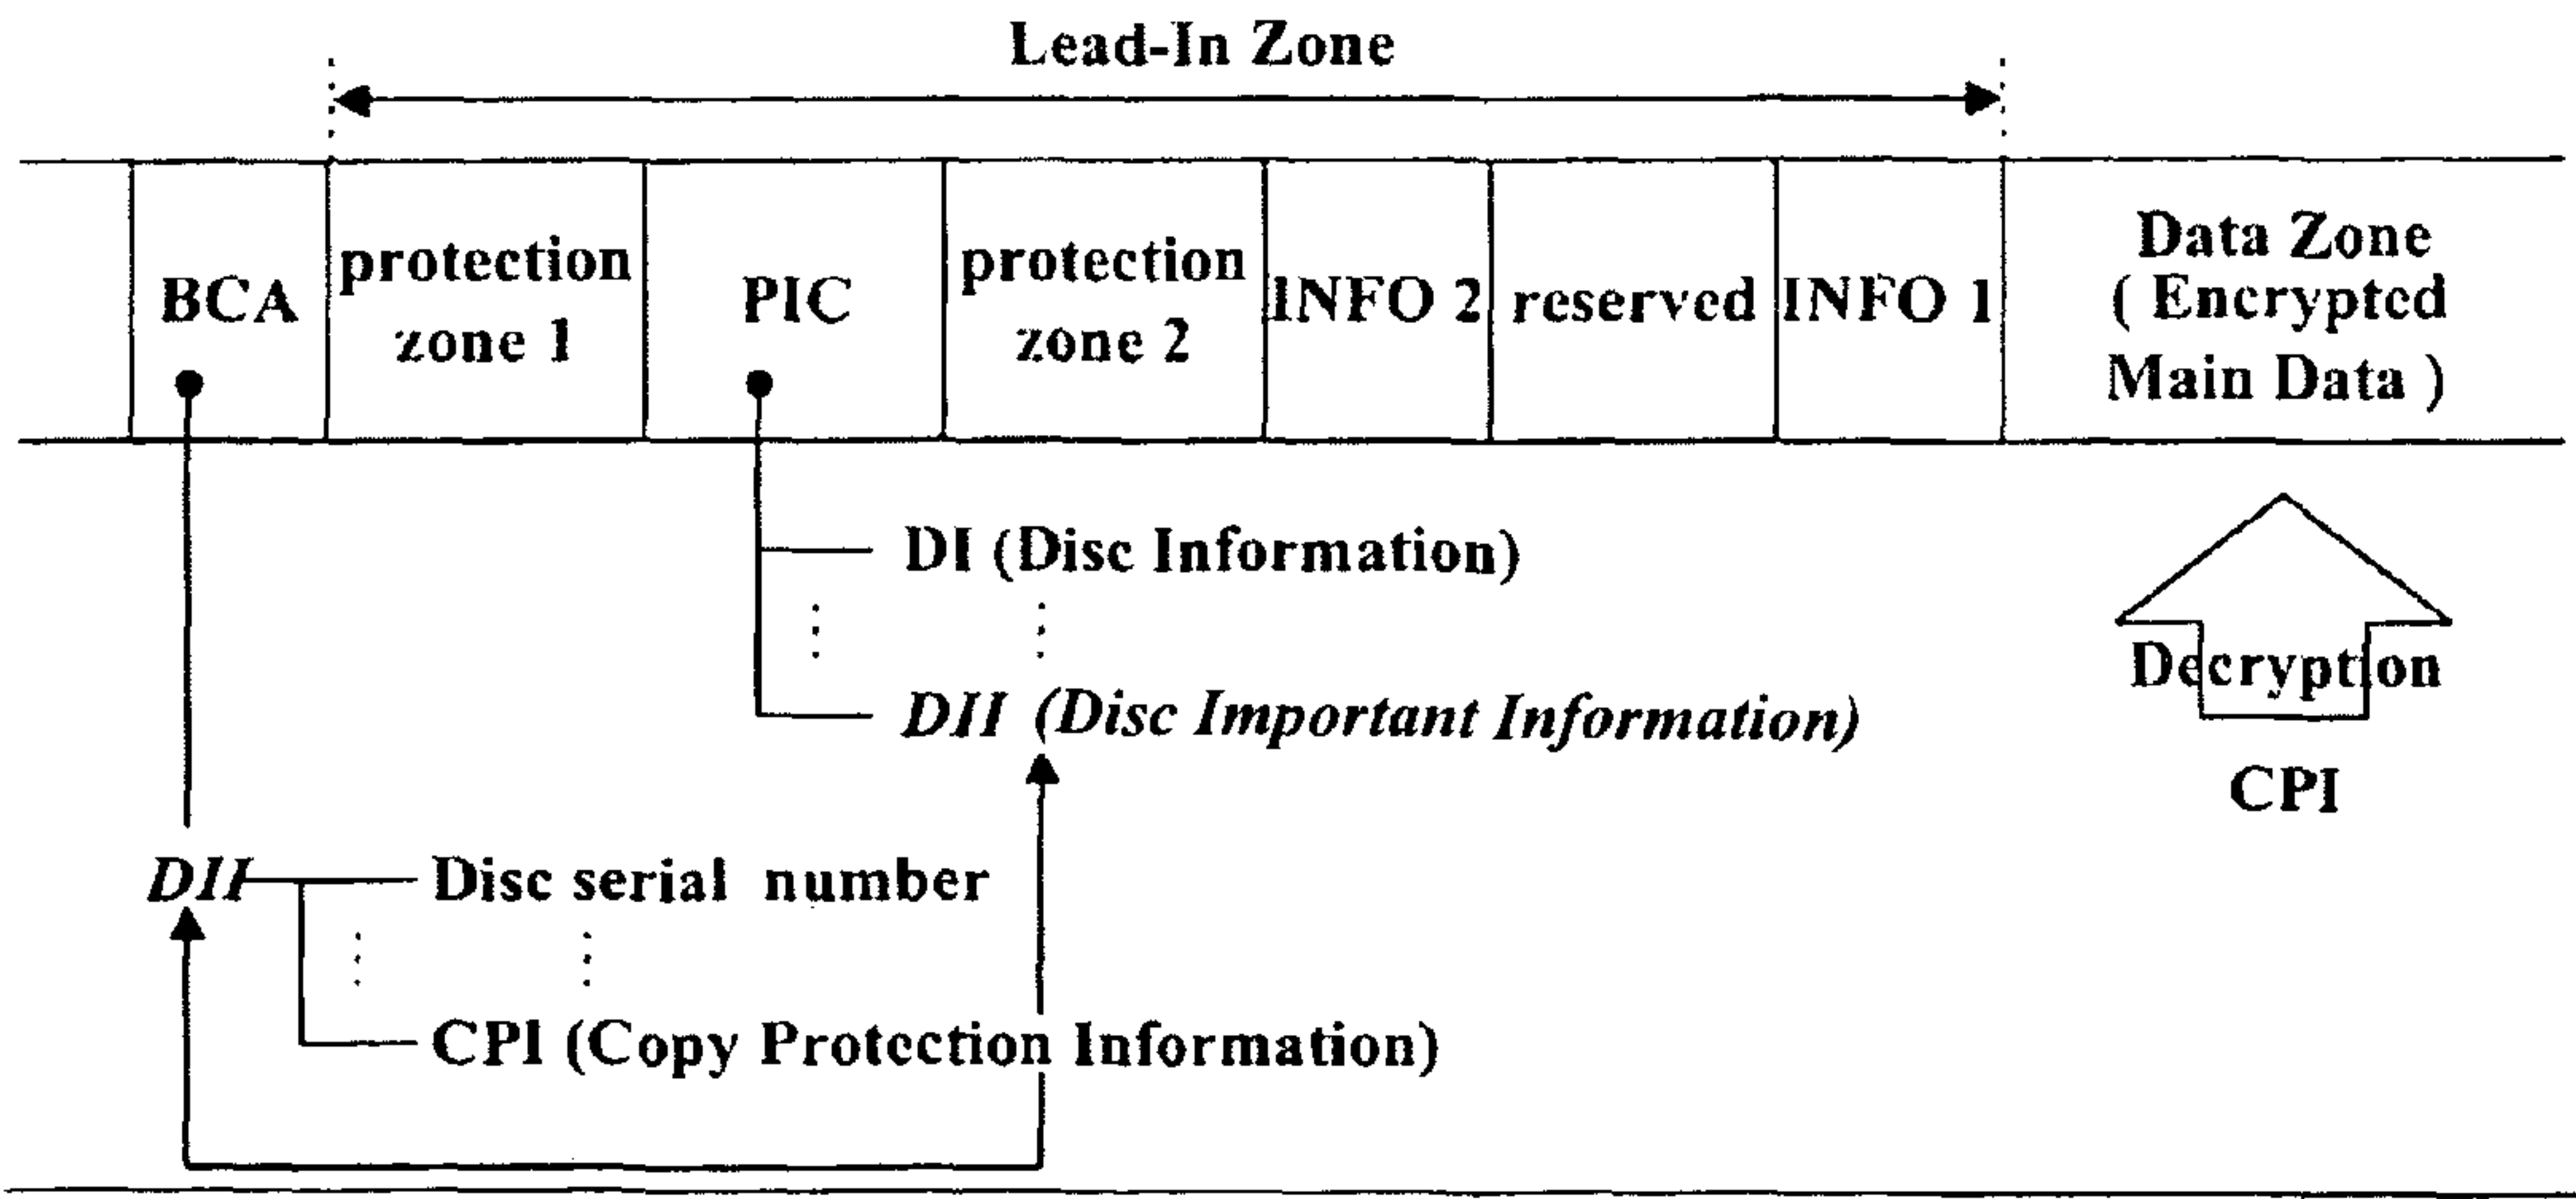 Lead-In Zone
BCA
protection
zone 1
PIC
protection
zone 2
INFO 2
reserved
INFO 1
Data Zone
( Encrypted
Main Data )
DI (Disc Information)
DII (Disc Important Information)
Decryption
CPI
DII
Disc serial number
CPI (Copy Protection Information)